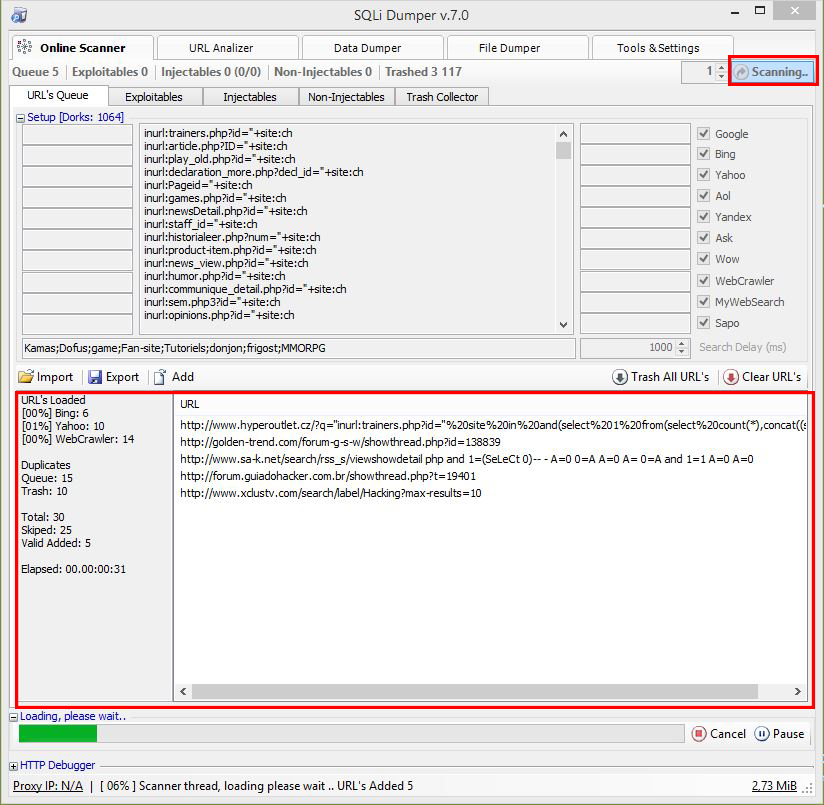 SQLi Dumper v.7.0
Online Scanner
URL Analizer
Data Dumper
File Dumper
Tools & Settings
Queue 5 | Exploitables 0 | Injectables 0 (0/0) | Non-Injectables 0 | Trashed 3 117
1
Scanning..
URL's Queue
Exploitables
Injectables
Non-Injectables
Trash Collector
Setup [Dorks: 1064]
inurl:trainers.php?id="+site:ch
inurl:article.php?ID="+site:ch
inurl:play_old.php?id="+site:ch
inurl:declaration_more.php?decl_id="+site:ch
inurl:Pageid="+site:ch
inurl:games.php?id="+site:ch
inurl:newsDetail.php?id="+site:ch
inurl:staff_id="+site:ch
inurl:historialeer.php?num="+site:ch
inurl:product-item.php?id="+site:ch
inurl:news_view.php?id="+site:ch
inurl:humor.php?id="+site:ch
inurl:communique_detail.php?id="+site:ch
inurl:sem.php3?id="+site:ch
inurl:opinions.php?id="+site:ch
Google
Bing
Yahoo
Aol
Yandex
Ask
Wow
WebCrawler
MyWebSearch
Sapo
Kamas;Dofus;game;Fan-site;Tutoriels;donjon;frigost;MMORPG
1000
Search Delay (ms)
Import
Export
Add
Trash All URL's
Clear URL's
URL's Loaded
[00%] Bing: 6
[01%] Yahoo: 10
[00%] WebCrawler: 14
Duplicates
Queue: 15
Trash: 10
Total: 30
Skiped: 25
Valid Added: 5
Elapsed: 00.00:00:31
URL
http://www.hyperoutlet.cz/?q="inurl:trainers.php?id="%20site%20in%20and(select%201%20from(select%20count(*),concat((s
http://golden-trend.com/forum-g-s-w/showthread.php?id=138839
http://www.sa-k.net/search/rss_s/viewshowdetail php and 1=(SeLeCt 0)-- - A=0 0=A A=0 A= 0=A and 1=1 A=0 A=0
http://forum.guiadohacker.com.br/showthread.php?t=19401
http://www.xclustv.com/search/label/Hacking?max-results=10
Loading, please wait..
Cancel
Pause
HTTP Debugger
Proxy IP: N/A | [ 06% ] Scanner thread, loading please wait .. URL's Added 5
2,73 MiB